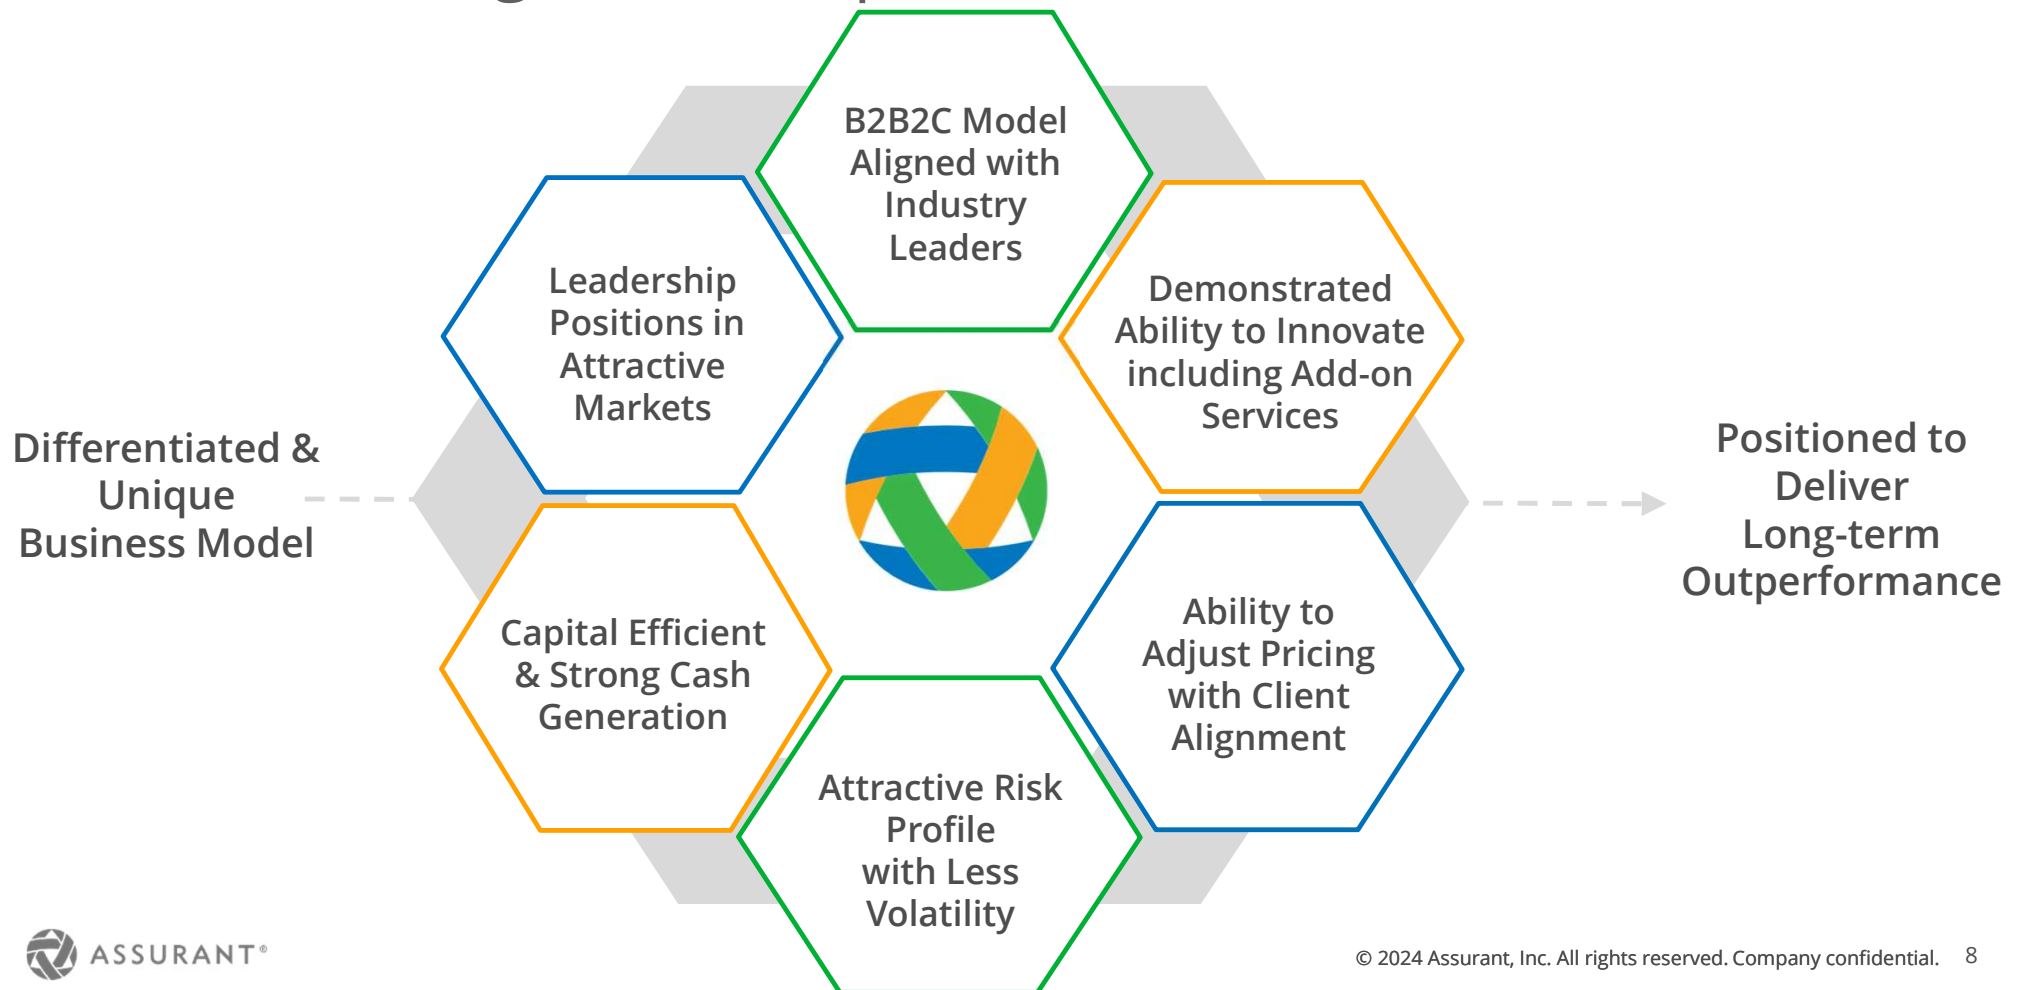 B2B2C Model
Aligned with
Industry
Leaders
Leadership
Positions in
Attractive
Markets
Demonstrated
Ability to Innovate
including Add-on
Services
Differentiated &
Unique
Business Model
Positioned to
Deliver
Long-term
Outperformance
Capital Efficient
& Strong Cash
Generation
Ability to
Adjust Pricing
with Client
Alignment
Attractive Risk
Profile
with Less
Volatility
ASSURANT®
© 2024 Assurant, Inc. All rights reserved. Company confidential. 8